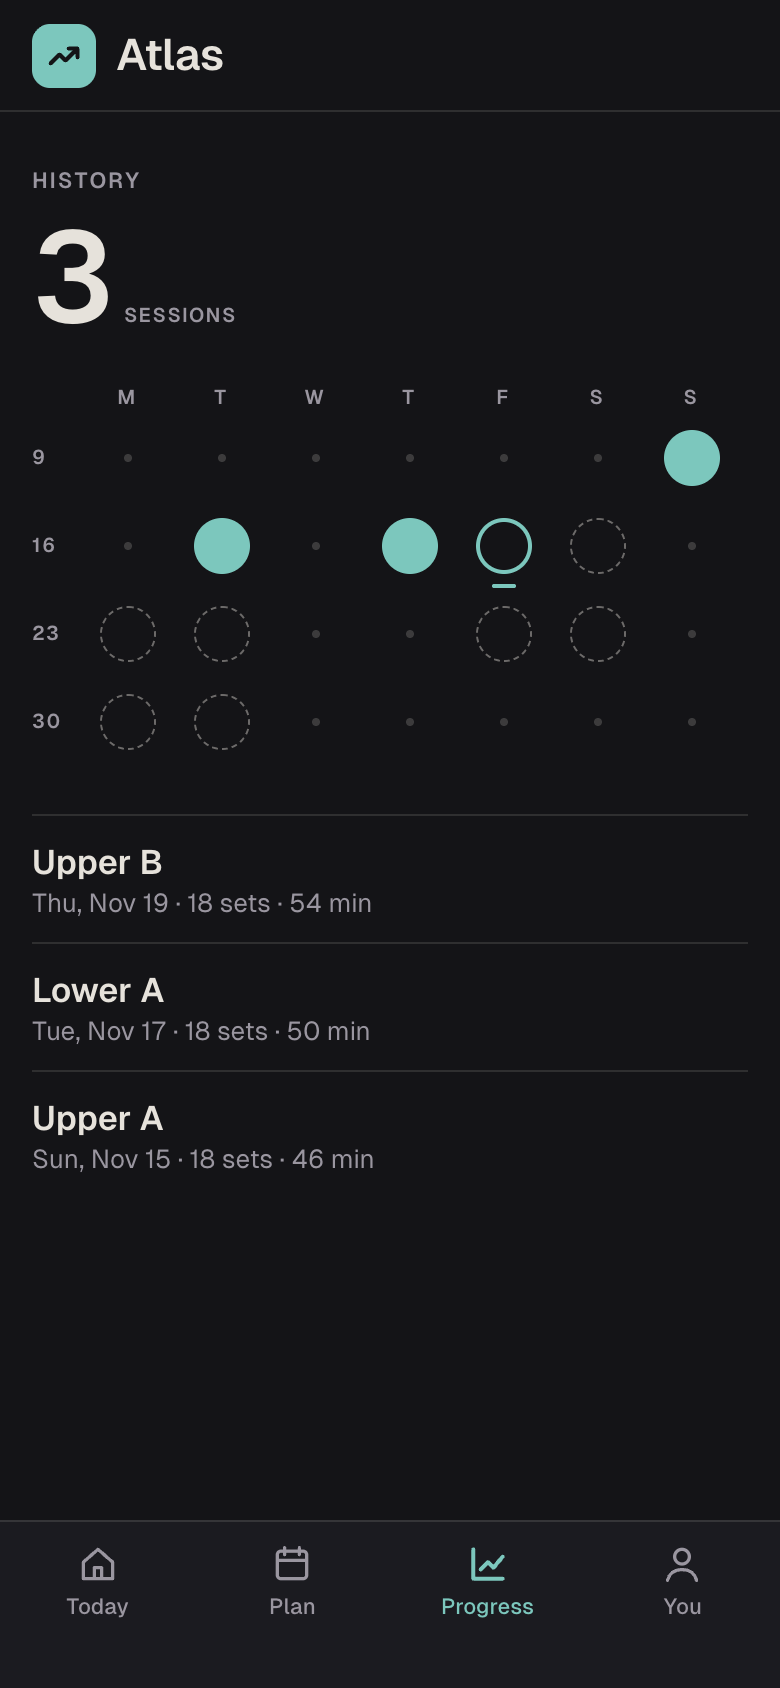 Atlas
HISTORY
3 SESSIONS
M T W T F S S
9
16
23
30
Upper B
Thu, Nov 19 · 18 sets · 54 min
Lower A
Tue, Nov 17 · 18 sets · 50 min
Upper A
Sun, Nov 15 · 18 sets · 46 min
Today Plan Progress You